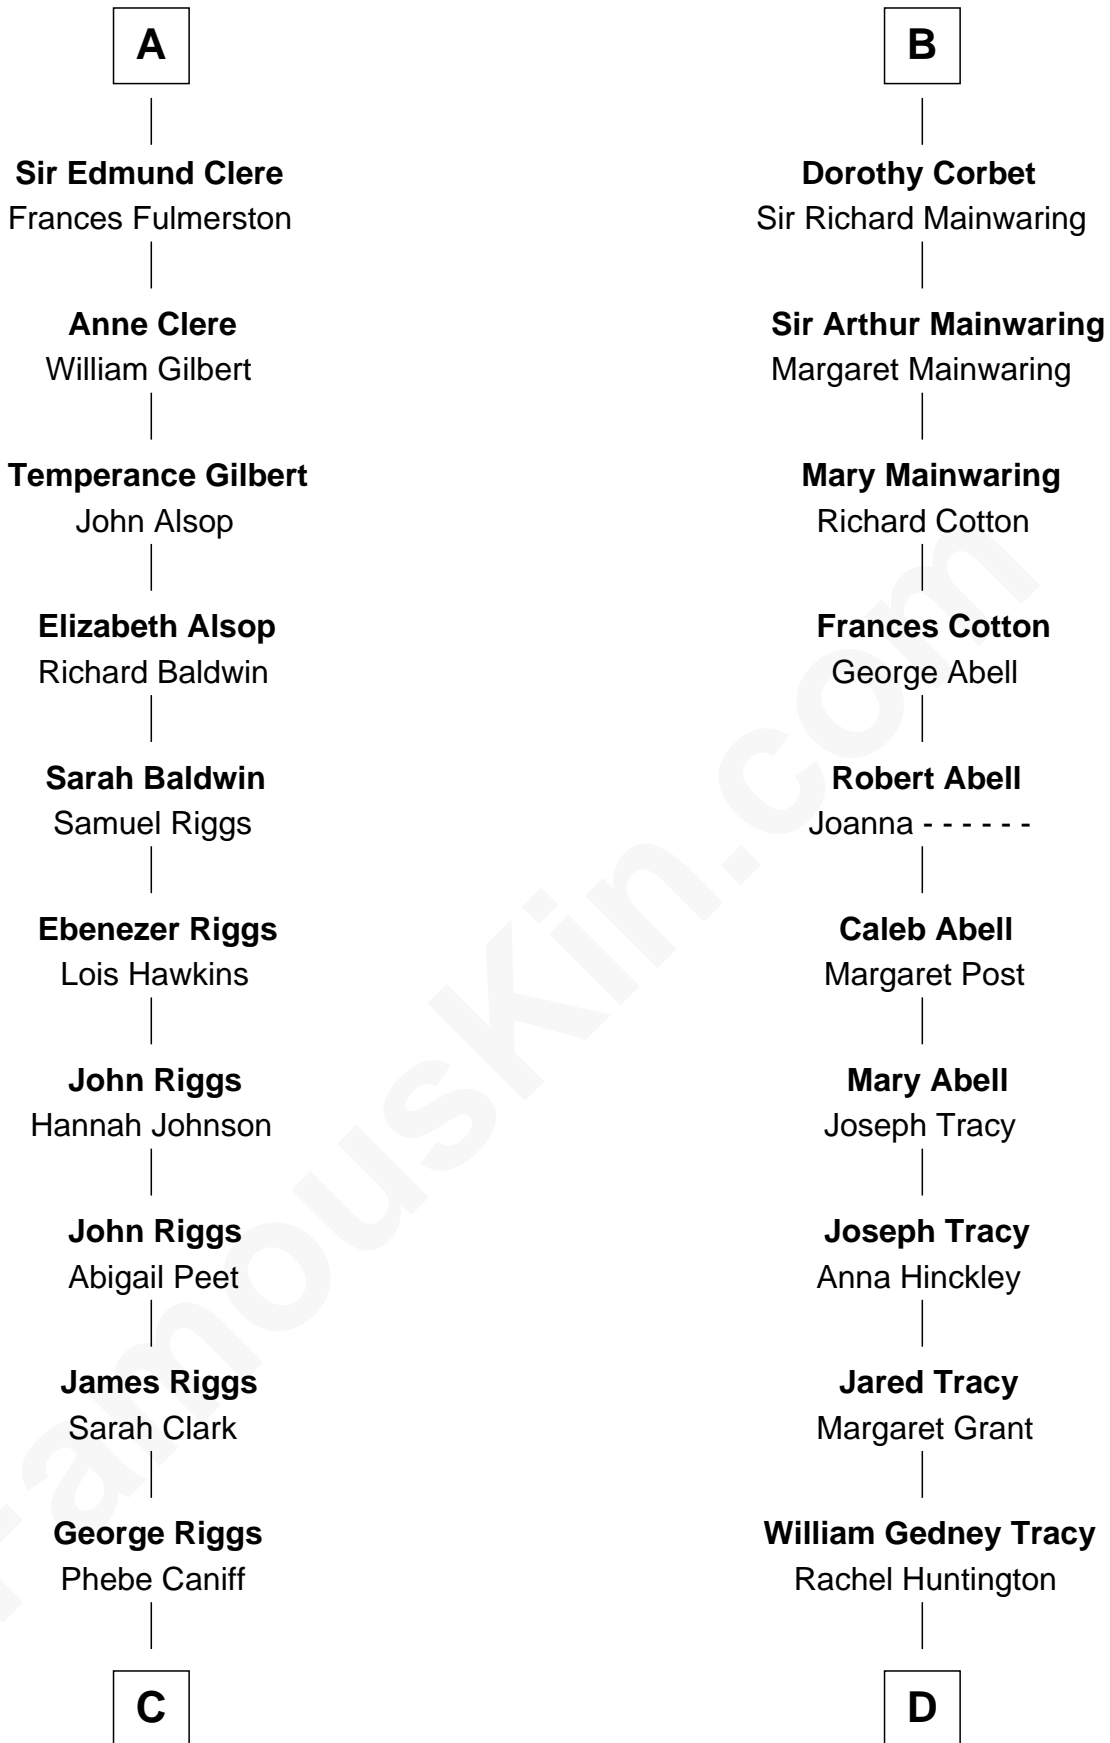 A
Sir Edmund Clere
Frances Fulmerston
Anne Clere
William Gilbert
Temperance Gilbert
John Alsop
Elizabeth Alsop
Richard Baldwin
Sarah Baldwin
Samuel Riggs
Ebenezer Riggs
Lois Hawkins
John Riggs
Hannah Johnson
John Riggs
Abigail Peet
James Riggs
Sarah Clark
George Riggs
Phebe Caniff
C
B
Dorothy Corbet
Sir Richard Mainwaring
Sir Arthur Mainwaring
Margaret Mainwaring
Mary Mainwaring
Richard Cotton
Frances Cotton
George Abell
Robert Abell
Joanna - - - - - -
Caleb Abell
Margaret Post
Mary Abell
Joseph Tracy
Joseph Tracy
Anna Hinckley
Jared Tracy
Margaret Grant
William Gedney Tracy
Rachel Huntington
D
FamousKin.com